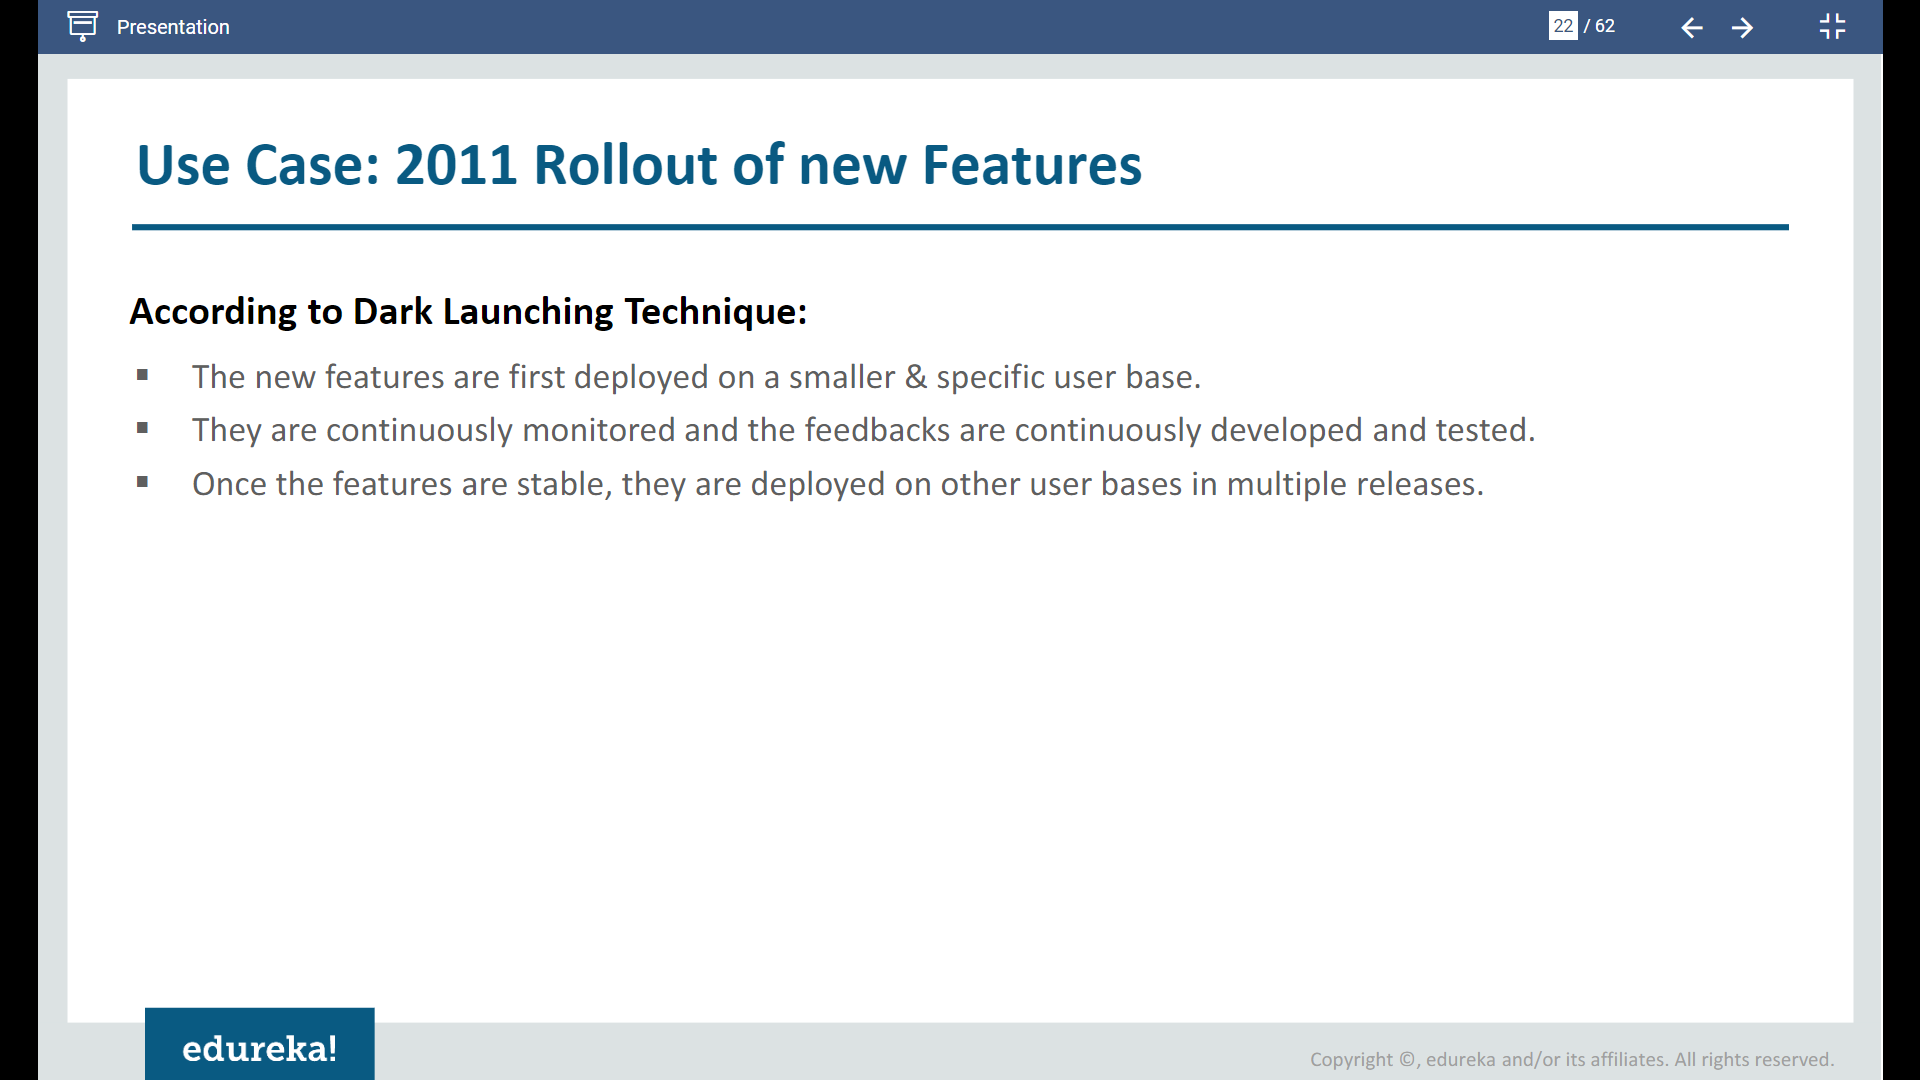 Presentation
22 / 62
Use Case: 2011 Rollout of new Features
According to Dark Launching Technique:
▪ The new features are first deployed on a smaller & specific user base.
▪ They are continuously monitored and the feedbacks are continuously developed and tested.
▪ Once the features are stable, they are deployed on other user bases in multiple releases.
edureka!
Copyright ©, edureka and/or its affiliates. All rights reserved.